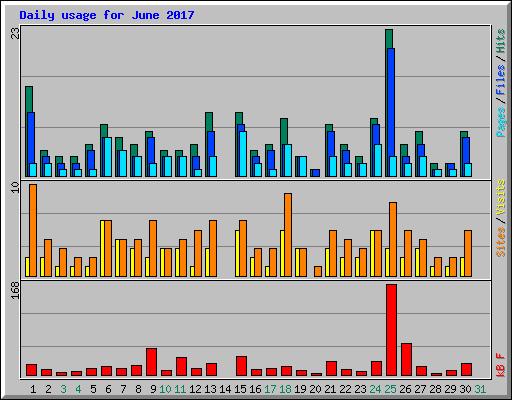 Daily usage for June 2017
23
Pages / Files / Hits
10
Sites / Visits
168
kB F
1 2 3 4 5 6 7 8 9 10 11 12 13 14 15 16 17 18 19 20 21 22 23 24 25 26 27 28 29 30 31